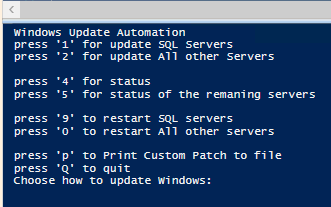 Windows Update Automation
press '1' for update SQL Servers
press '2' for update All other Servers
press '4' for status
press '5' for status of the remaning servers
press '9' to restart SQL servers
press 'O' to restart All other servers
press 'p' to Print Custom Patch to file
press 'Q' to quit
Choose how to update Windows: